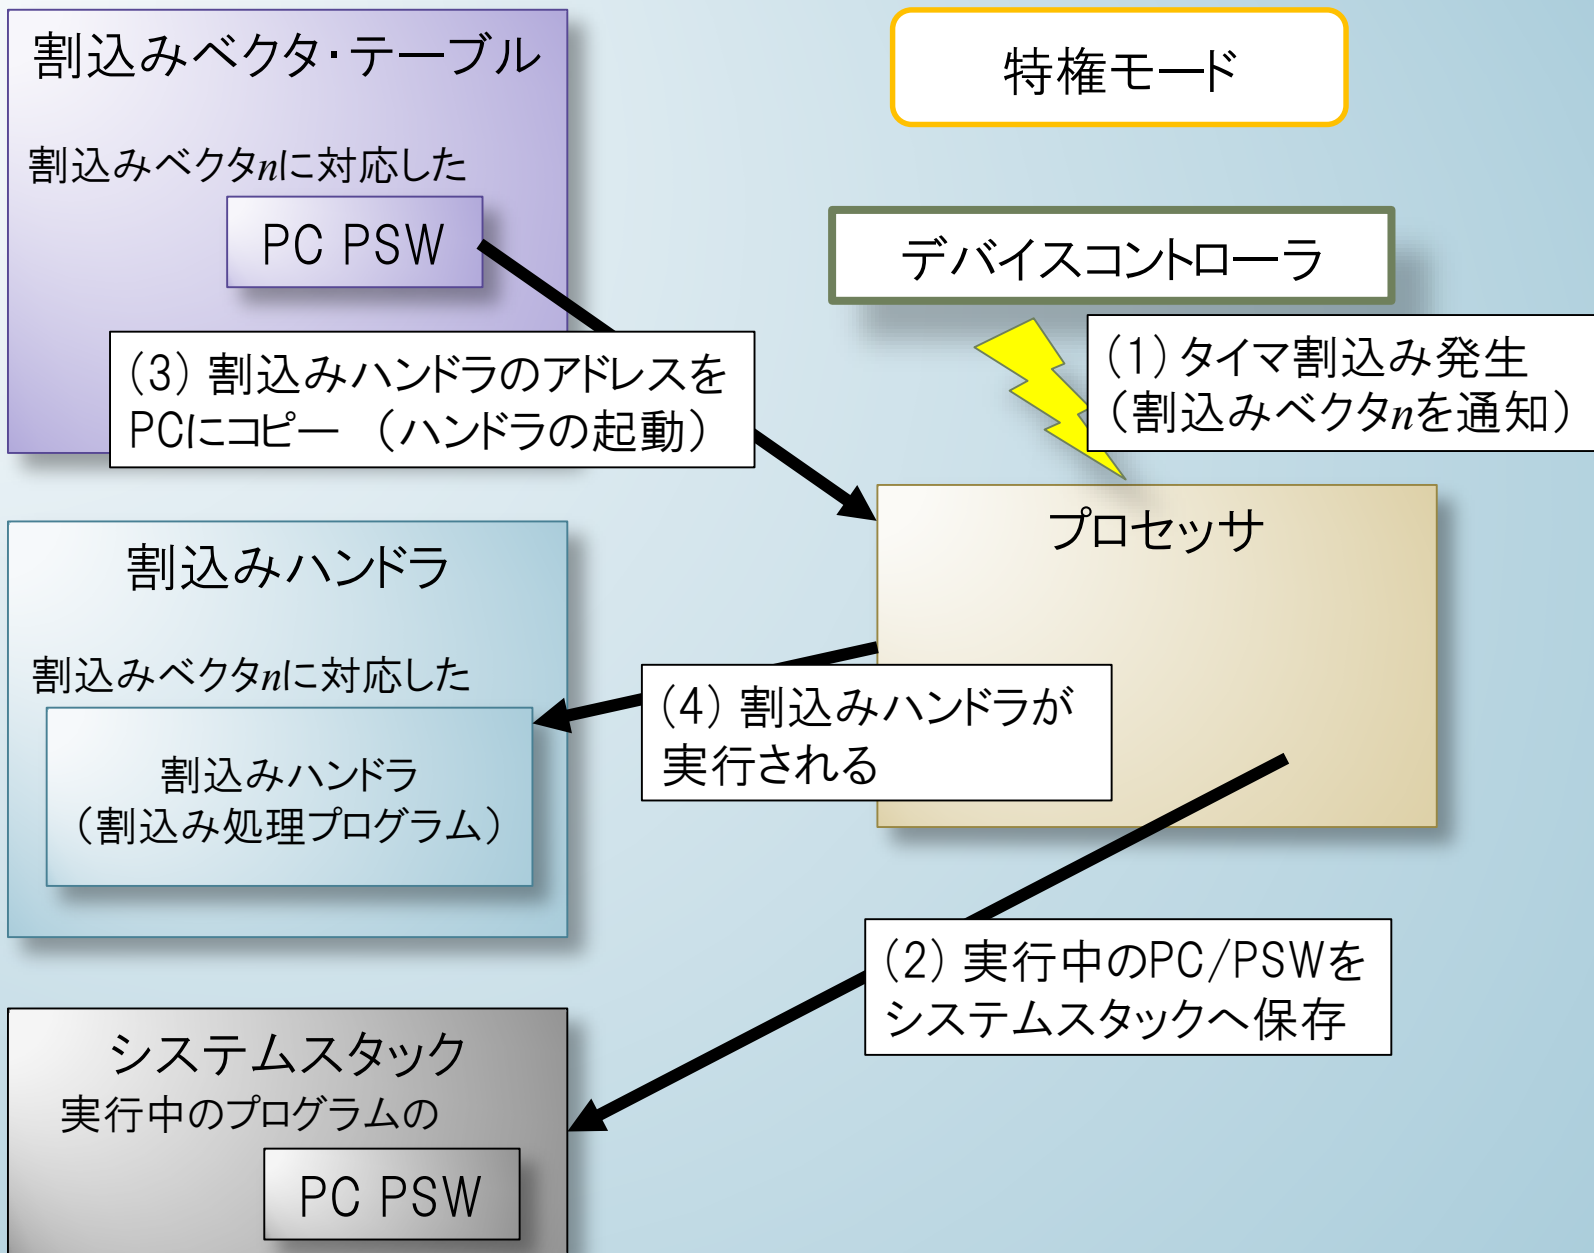 割込みベクタ・テーブル
割込みベクタnに対応した
PC PSW
特権モード
デバイスコントローラ
(1) タイマ割込み発生
（割込みベクタnを通知）
(3) 割込みハンドラのアドレスを
PCにコピー （ハンドラの起動）
プロセッサ
割込みハンドラ
割込みベクタnに対応した
割込みハンドラ
（割込み処理プログラム）
(4) 割込みハンドラが
実行される
(2) 実行中のPC/PSWを
システムスタックへ保存
システムスタック
実行中のプログラムの
PC PSW